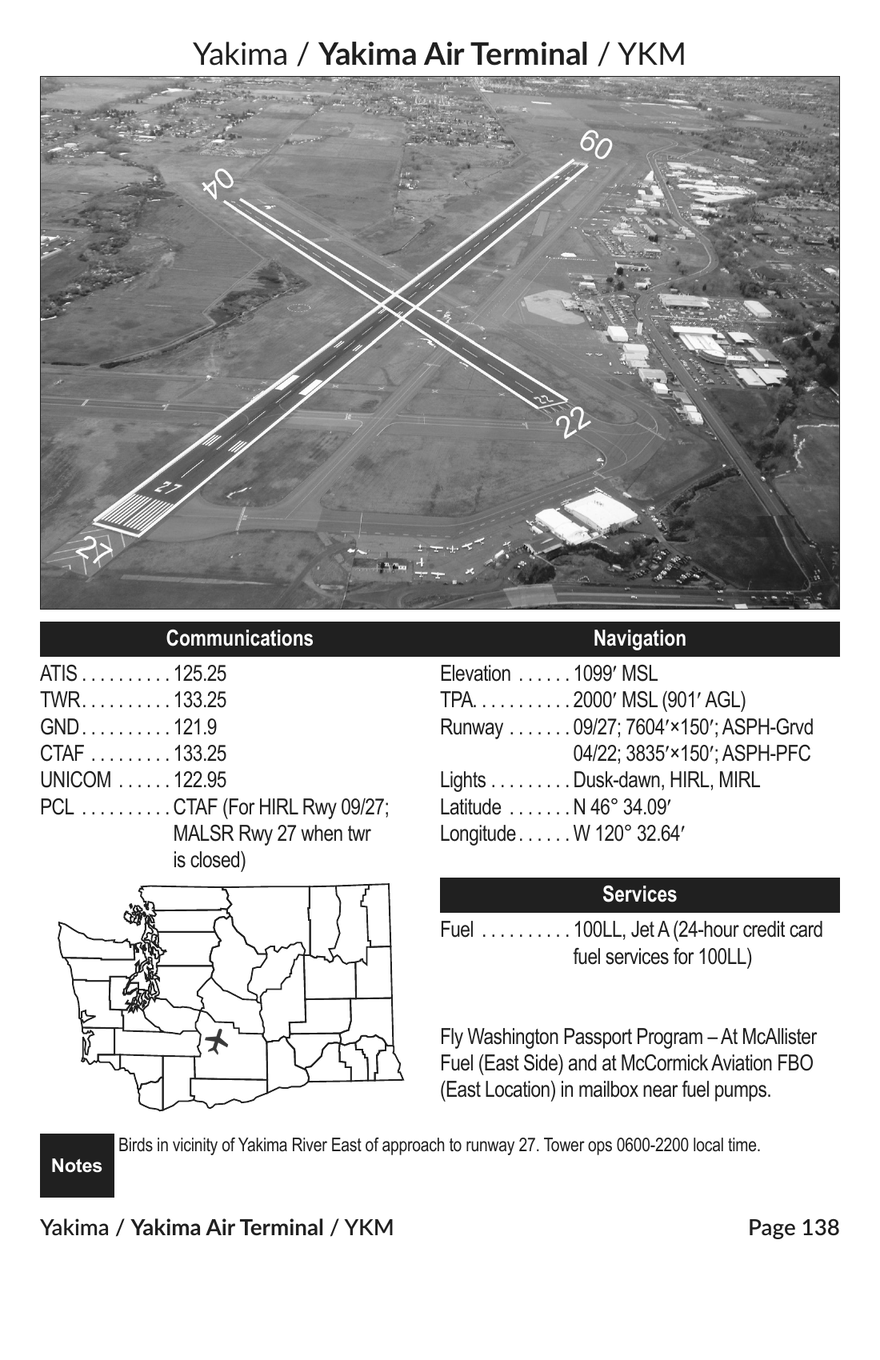 Yakima / Yakima Air Terminal / YKM
04
09
27
27
22
22
Communications
ATIS . . . . . . . . . . 125.25
TWR. . . . . . . . . . 133.25
GND . . . . . . . . . . 121.9
CTAF . . . . . . . . . 133.25
UNICOM . . . . . . 122.95
PCL . . . . . . . . . . CTAF (For HIRL Rwy 09/27;
MALSR Rwy 27 when twr
is closed)
Navigation
Elevation . . . . . . 1099′ MSL
TPA. . . . . . . . . . . 2000′ MSL (901′ AGL)
Runway . . . . . . . 09/27; 7604′×150′; ASPH-Grvd
04/22; 3835′×150′; ASPH-PFC
Lights . . . . . . . . . Dusk-dawn, HIRL, MIRL
Latitude . . . . . . . N 46° 34.09′
Longitude . . . . . . W 120° 32.64′
Services
Fuel . . . . . . . . . . 100LL, Jet A (24-hour credit card
fuel services for 100LL)
Fly Washington Passport Program – At McAllister
Fuel (East Side) and at McCormick Aviation FBO
(East Location) in mailbox near fuel pumps.
Notes
Birds in vicinity of Yakima River East of approach to runway 27. Tower ops 0600-2200 local time.
Yakima / Yakima Air Terminal / YKM
Page 138